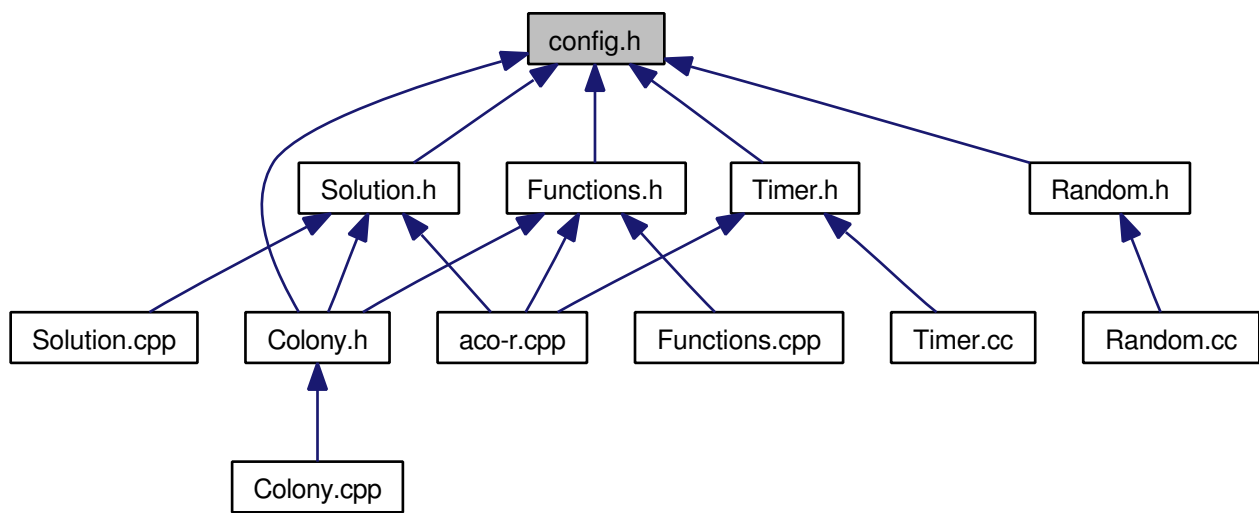 config.h
Solution.h
Functions.h
Timer.h
Random.h
Solution.cpp
Colony.h
aco-r.cpp
Functions.cpp
Timer.cc
Random.cc
Colony.cpp